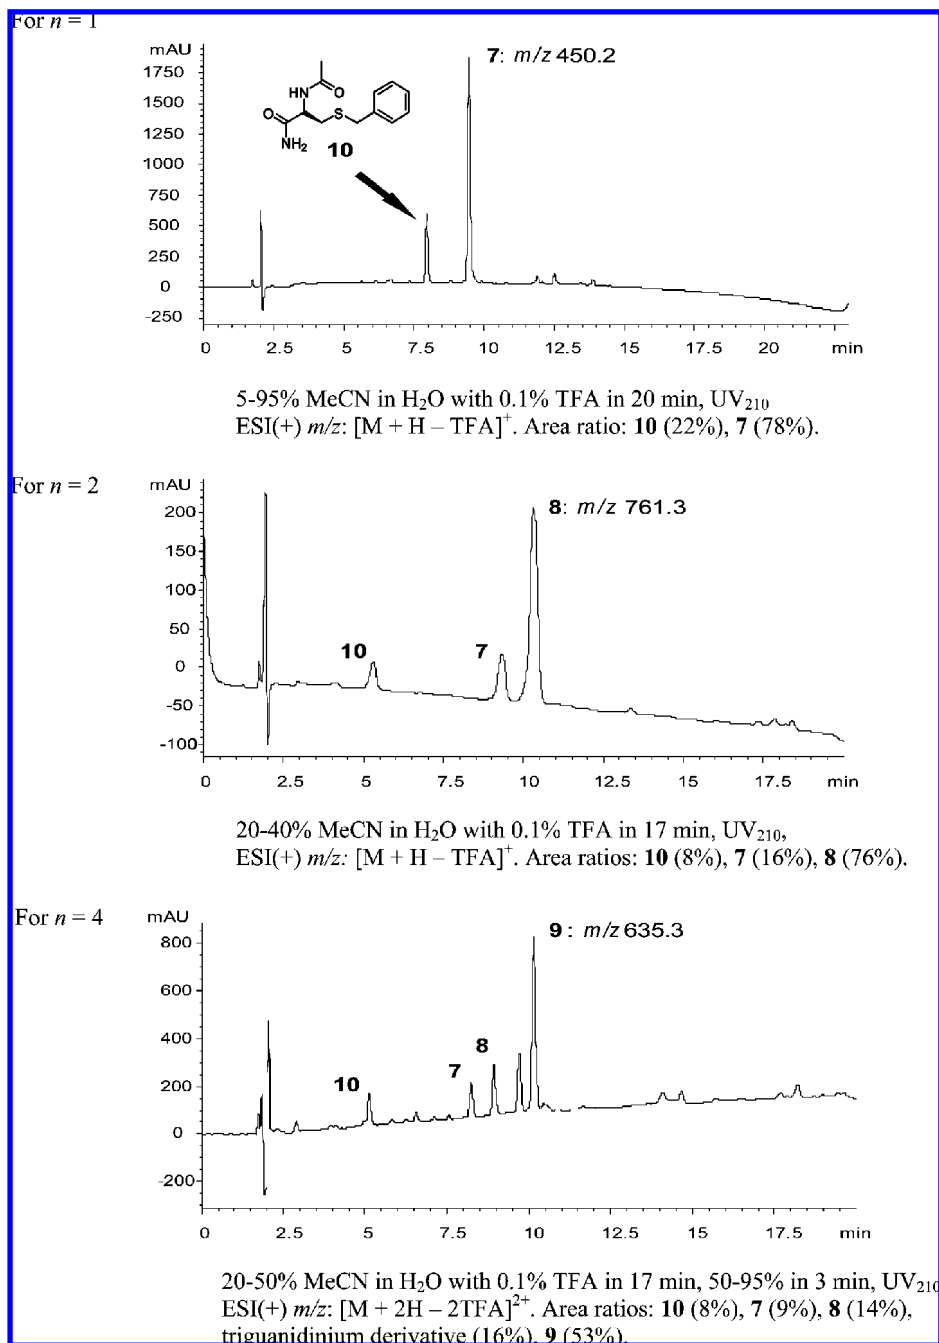 For n = 1
mAU
7: m/z 450.2
1750
1500
1250
1000
750
500
250
0
-250
HN
O
O
S
NH2
10
0 2.5 5 7.5 10 12.5 15 17.5 20 min
5-95% MeCN in H2O with 0.1% TFA in 20 min, UV210
ESI(+) m/z: [M + H – TFA]+. Area ratio: 10 (22%), 7 (78%).
For n = 2
mAU
8: m/z 761.3
200
150
100
50
0
-50
-100
10
7
0 2.5 5 7.5 10 12.5 15 17.5 min
20-40% MeCN in H2O with 0.1% TFA in 17 min, UV210,
ESI(+) m/z: [M + H – TFA]+. Area ratios: 10 (8%), 7 (16%), 8 (76%).
For n = 4
mAU
9 : m/z 635.3
800
600
400
200
0
-200
10
7
8
0 2.5 5 7.5 10 12.5 15 17.5 min
20-50% MeCN in H2O with 0.1% TFA in 17 min, 50-95% in 3 min, UV210
ESI(+) m/z: [M + 2H – 2TFA]2+. Area ratios: 10 (8%), 7 (9%), 8 (14%),
triguanidinium derivative (16%), 9 (53%).